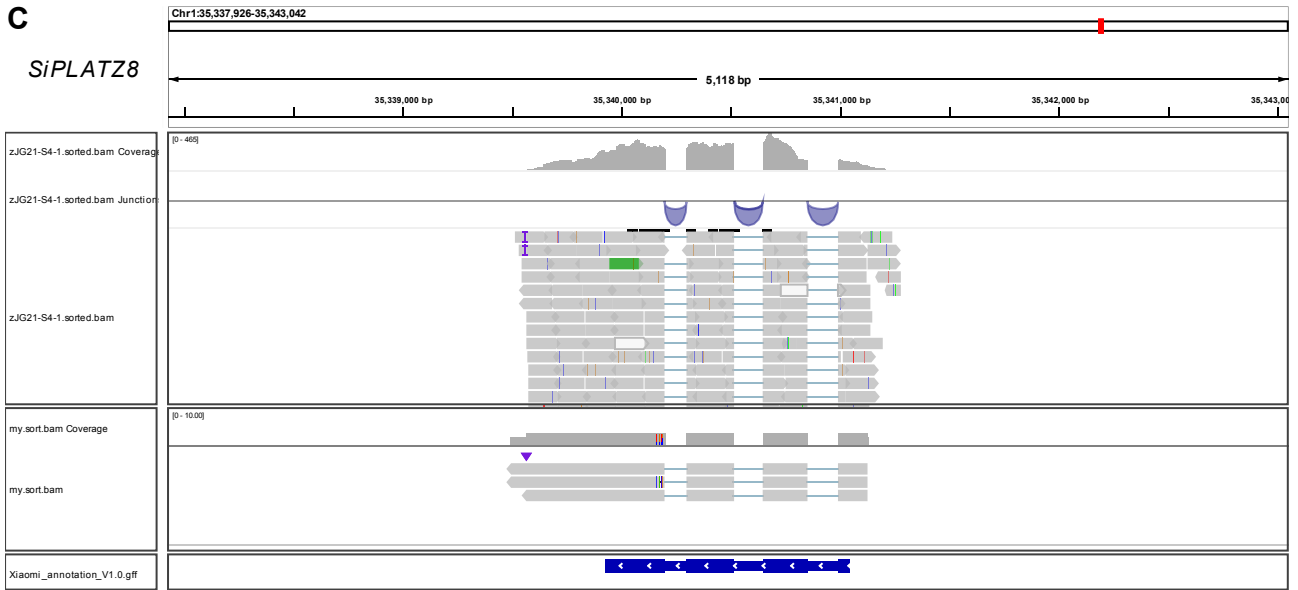 C
Chr1:35,337,926-35,343,042
SiPLATZ8
5,118 bp
35,339,000 bp
35,340,000 bp
35,341,000 bp
35,342,000 bp
35,343,0
zJG21-S4-1.sorted.bam Coverage
[0 - 465]
zJG21-S4-1.sorted.bam Junction
zJG21-S4-1.sorted.bam
my.sort.bam Coverage
[0 - 10.00]
my.sort.bam
Xiaomi_annotation_V1.0.gff